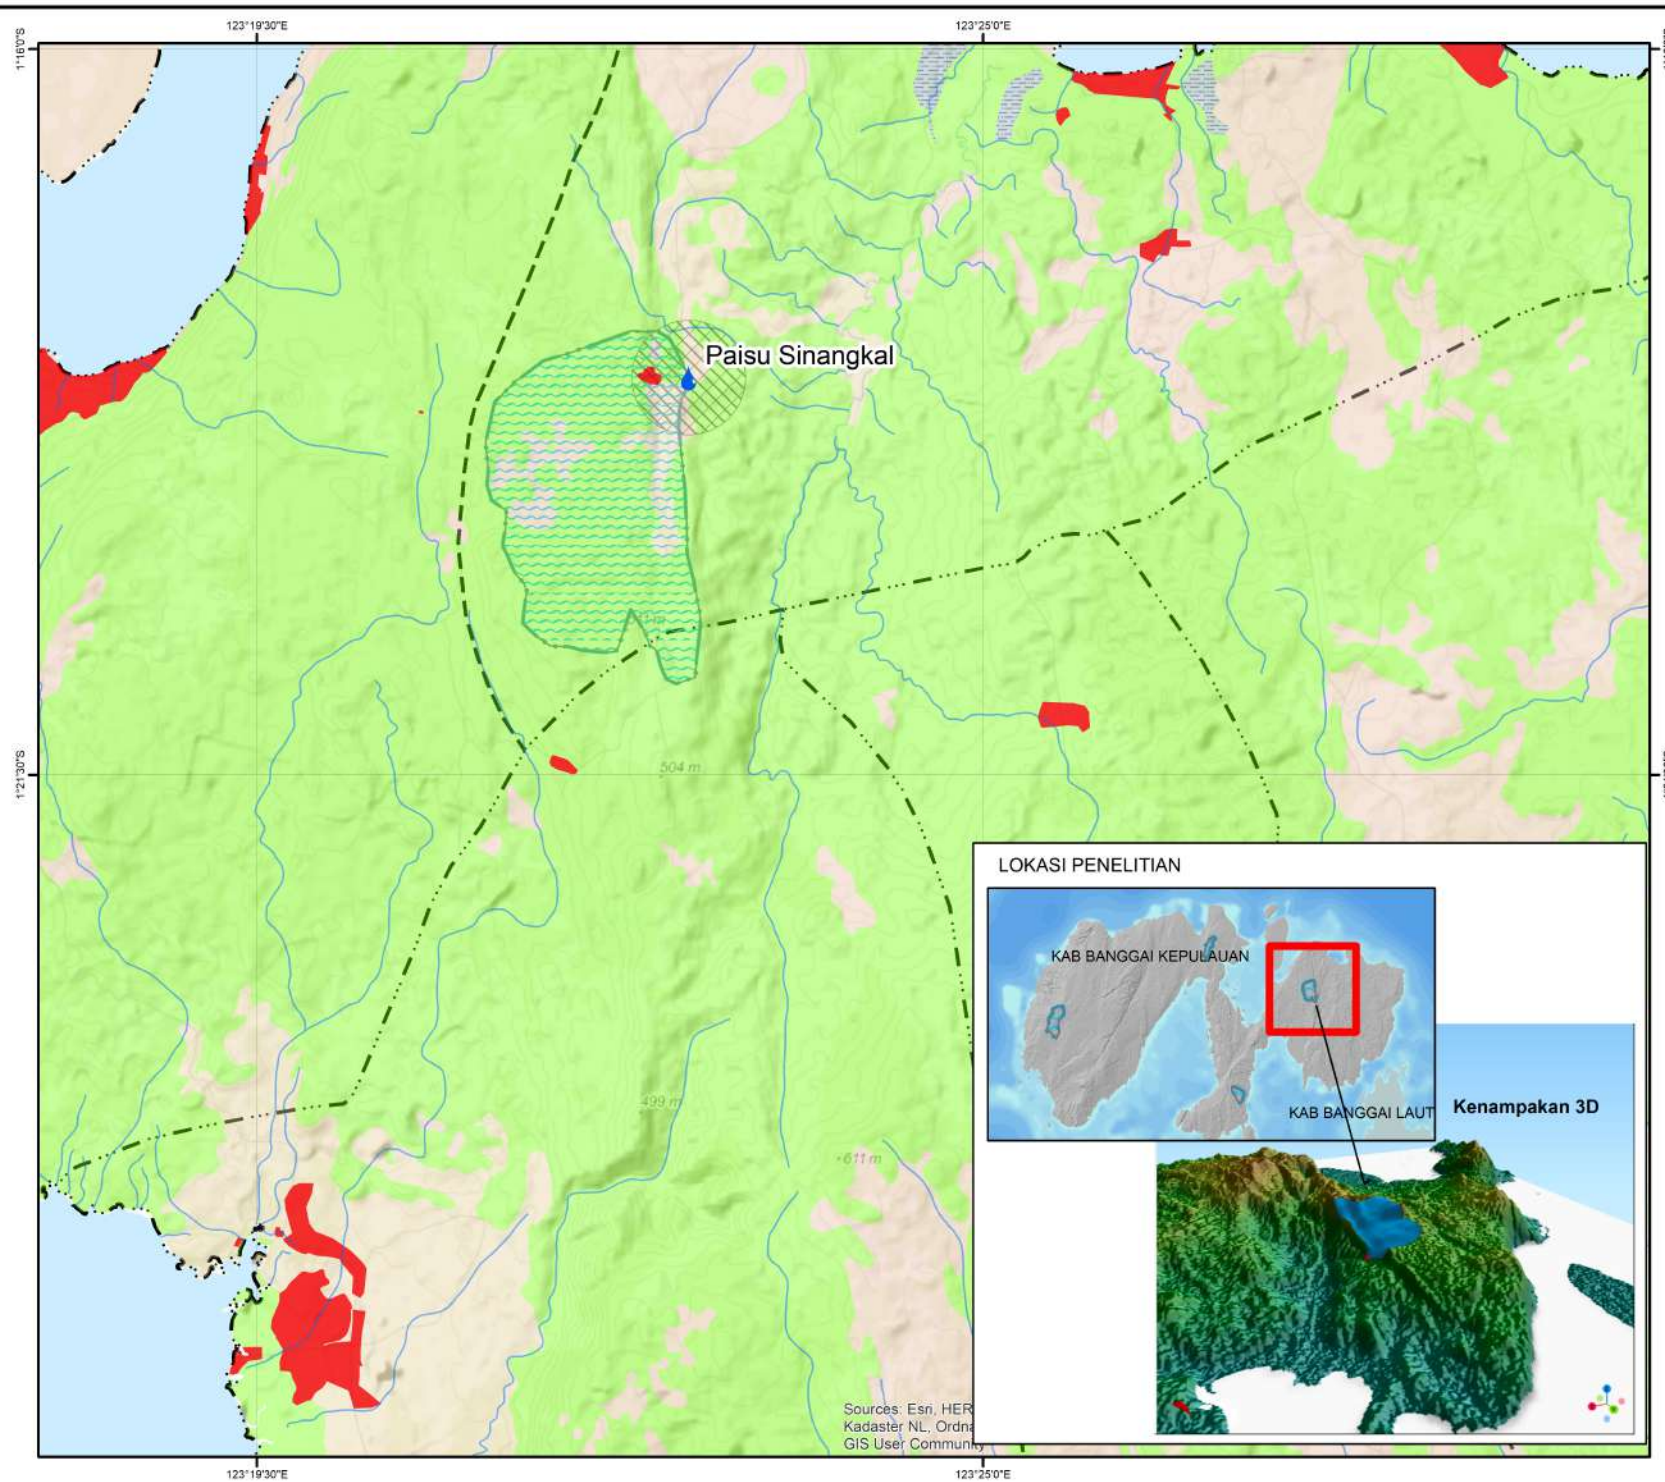 123°19'30"E
123°25'0"E
1°16'0"S
Paisu Sinangkal
1°21'30"S
504 m
LOKASI PENELITIAN
KAB BANGGAI KEPULAUAN
KAB BANGGAI LAUT
Kenampakan 3D
499 m
611 m
Sources: Esri, HER
Kadaster NL, Ordna
GIS User Community
123°19'30"E
123°25'0"E